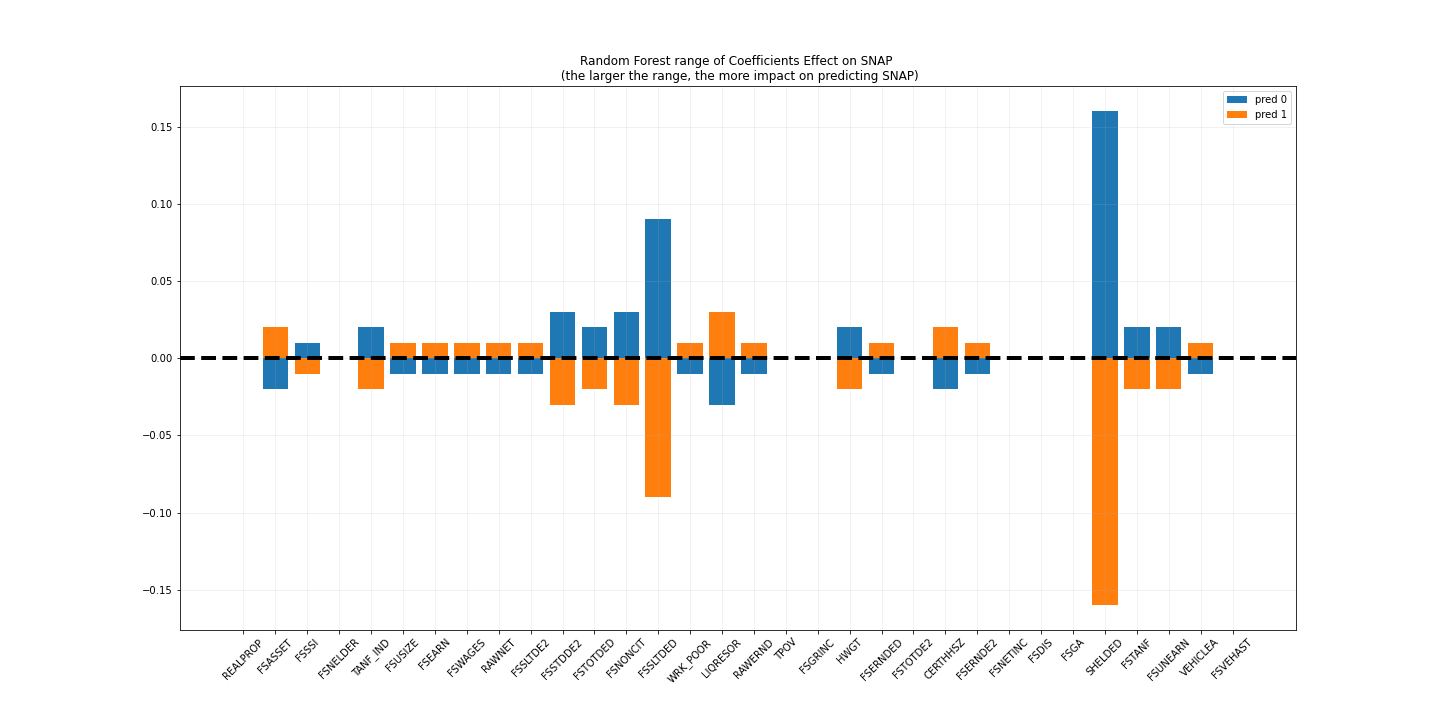 Random Forest range of Coefficients Effect on SNAP
(the larger the range, the more impact on predicting SNAP)
pred 0
pred 1
0.15
0.10
0.05
0.00
−0.05
−0.10
−0.15
REALPROP
FSASSET
FSSSI
FSNELDER
TANF_IND
FSUSIZE
FSEARN
FSWAGES
RAWNET
FSSLTDE2
FSSTDDE2
FSTOTDED
FSNONCIT
FSSLTDED
WRK_POOR
LIQRESOR
RAWERND
TPOV
FSGRINC
HWGT
FSERNDED
FSTOTDE2
CERTHHSZ
FSERNDE2
FSNETINC
FSDIS
FSGA
SHELDED
FSTANF
FSUNEARN
VEHICLEA
FSVEHAST